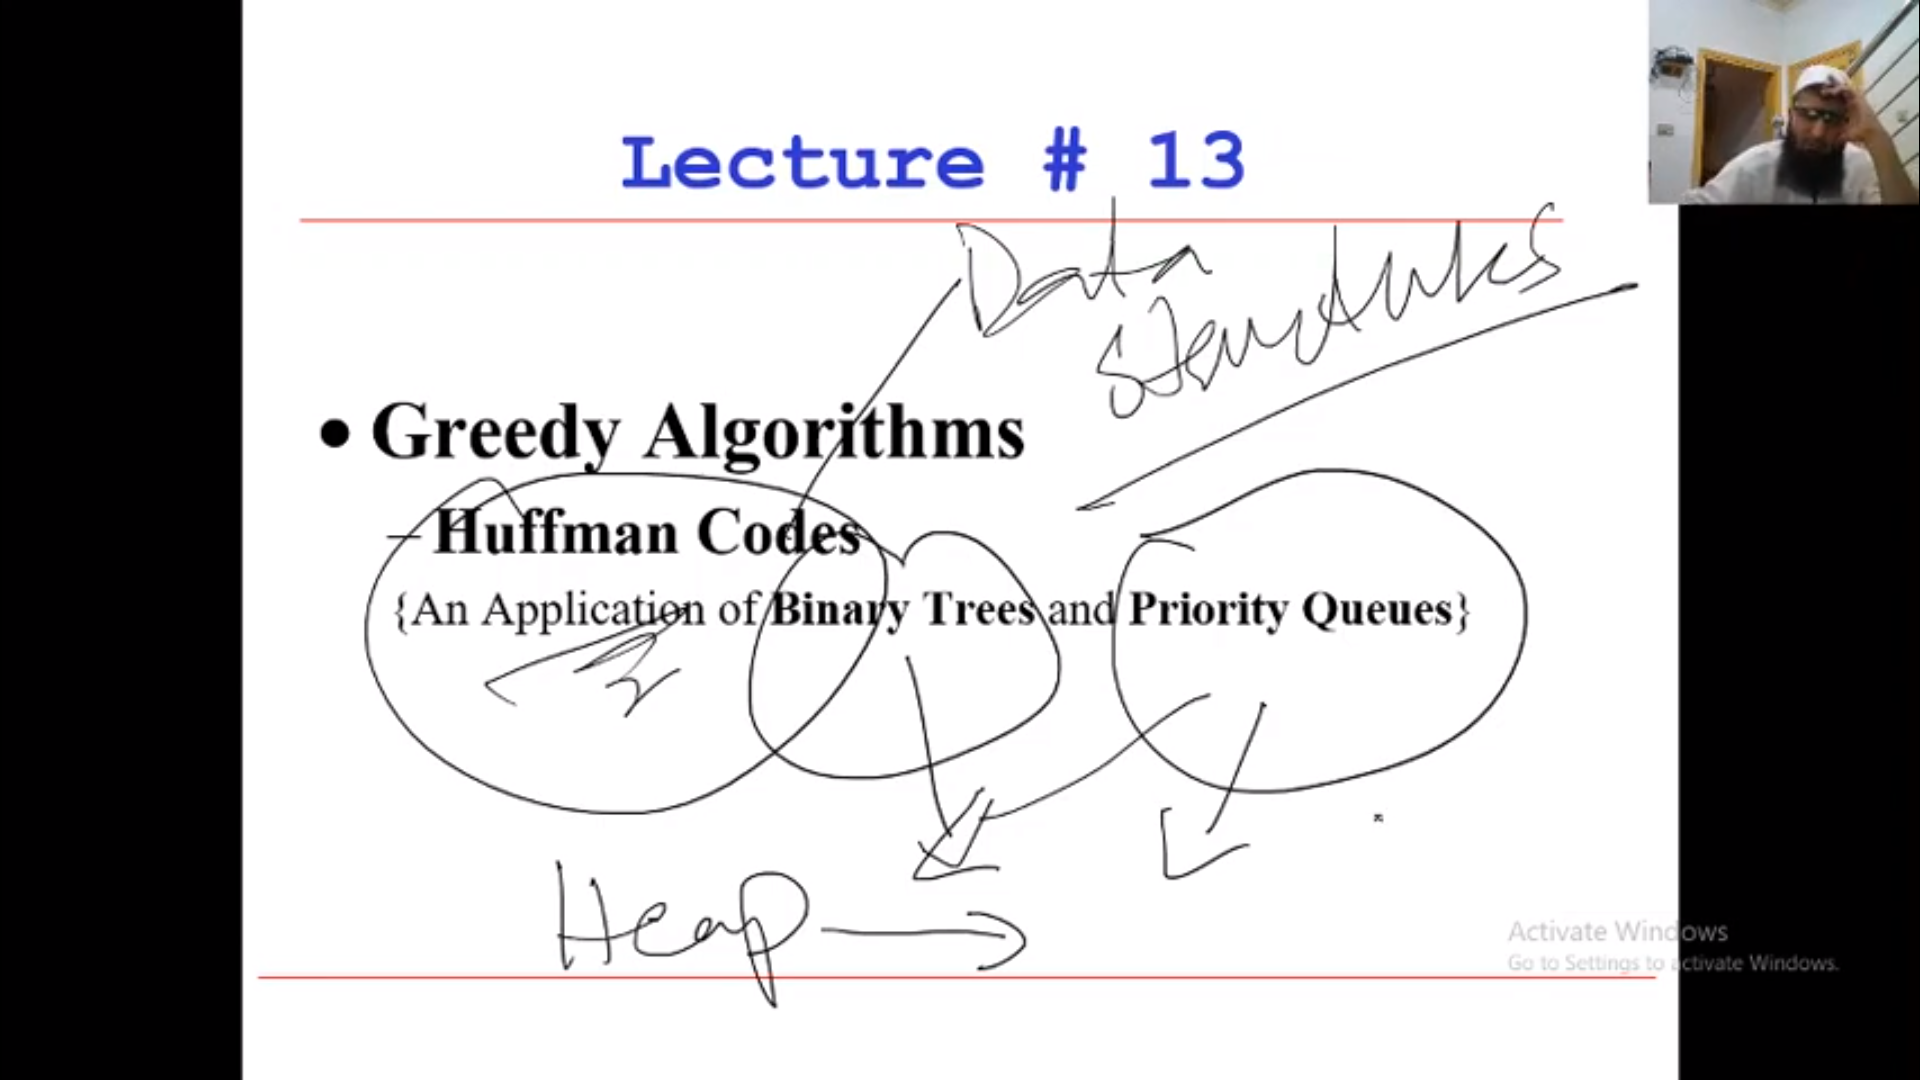 Lecture # 13
Data
Structures
• Greedy Algorithms
– Huffman Codes
{An Application of Binary Trees and Priority Queues}
Heap
Activate Windows
Go to Settings to activate Windows.